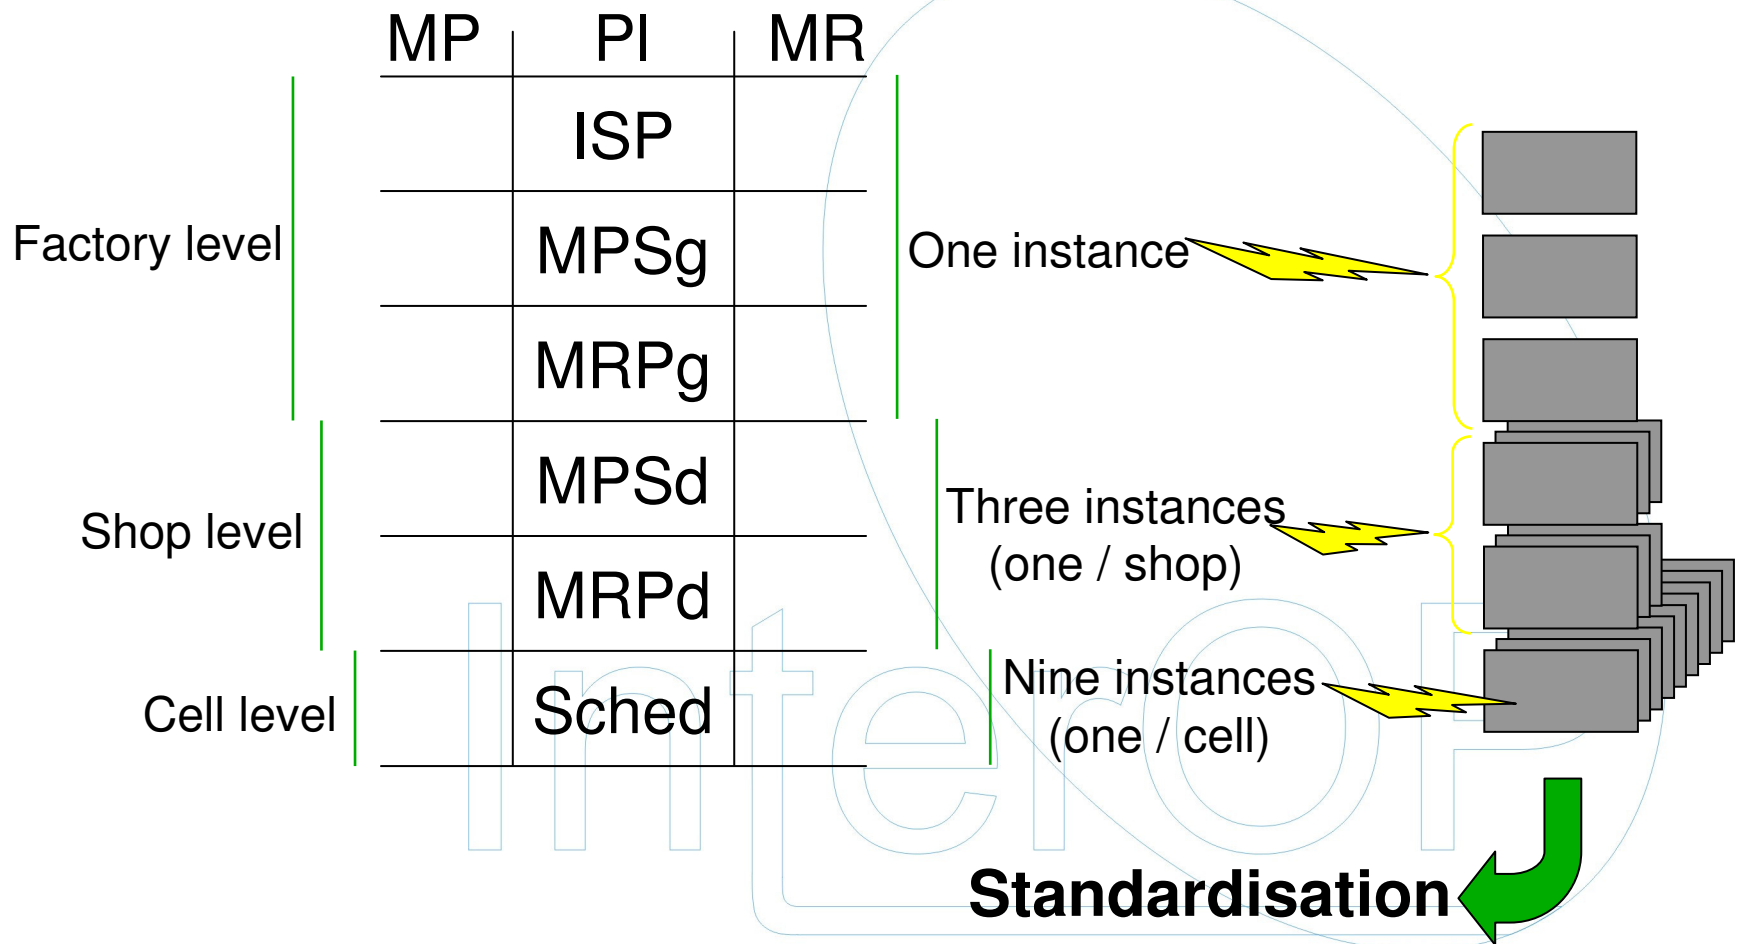 MP PI MR
ISP
Factory level MPSg One instance
MRPg
MPSd
Shop level Three instances
(one / shop)
MRPd
Cell level Sched Nine instances
(one / cell)
InterOP
Standardisation